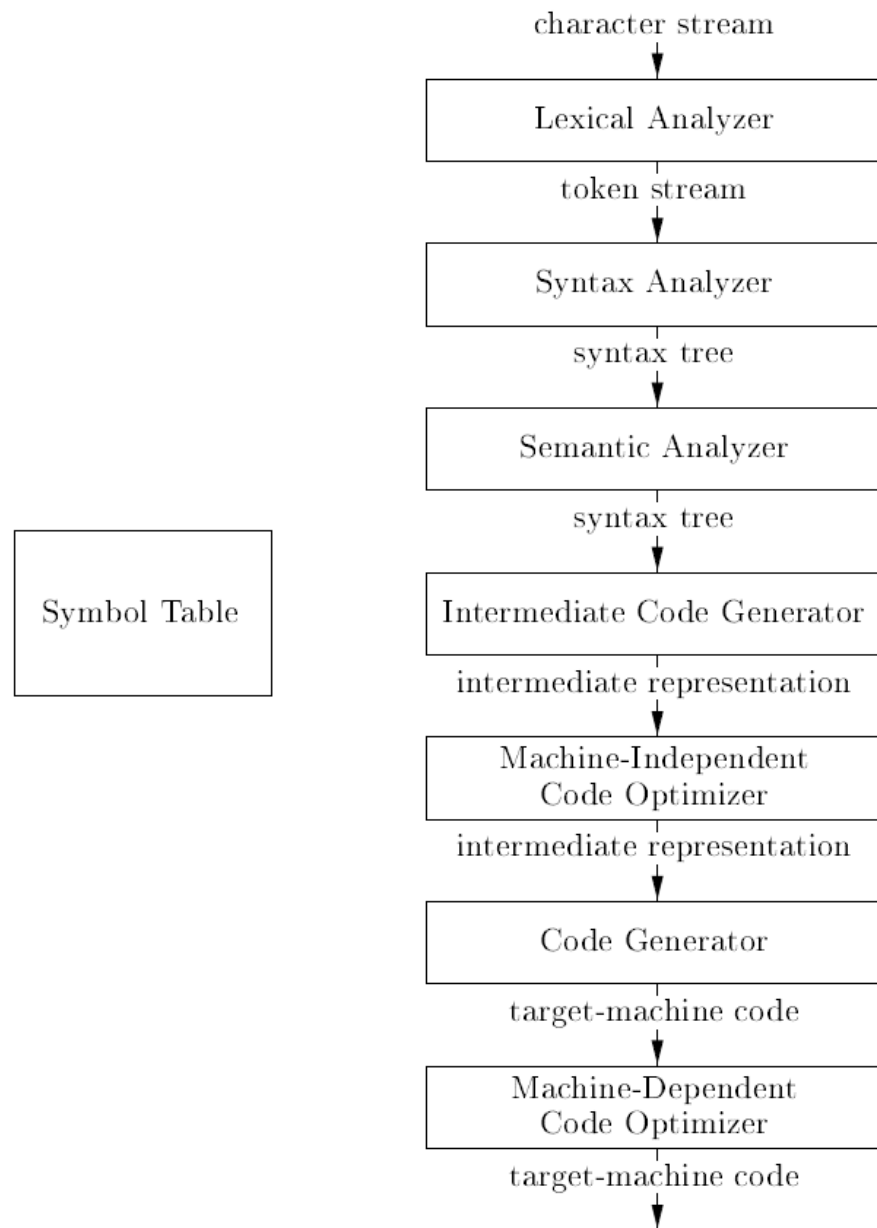 character stream
Lexical Analyzer
token stream
Syntax Analyzer
syntax tree
Semantic Analyzer
syntax tree
Symbol Table
Intermediate Code Generator
intermediate representation
Machine-Independent
Code Optimizer
intermediate representation
Code Generator
target-machine code
Machine-Dependent
Code Optimizer
target-machine code